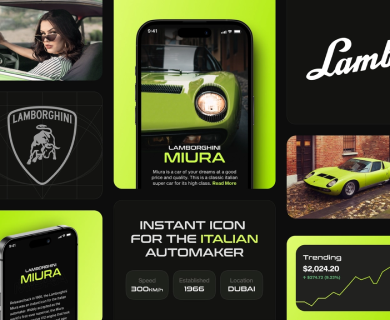 9:41
LAMBORGHINI
MIURA
Miura is a car of your dreams at a good
price and quality. This is a classic italian
super car for its high class. Read More
Lamb
LAMBORGHINI
INSTANT ICON
FOR THE ITALIAN
AUTOMAKER
Speed
300KM/H
Established
1966
Location
DUBAI
9:41
LAMBORGHINI
MIURA
Trending
$2,024.20